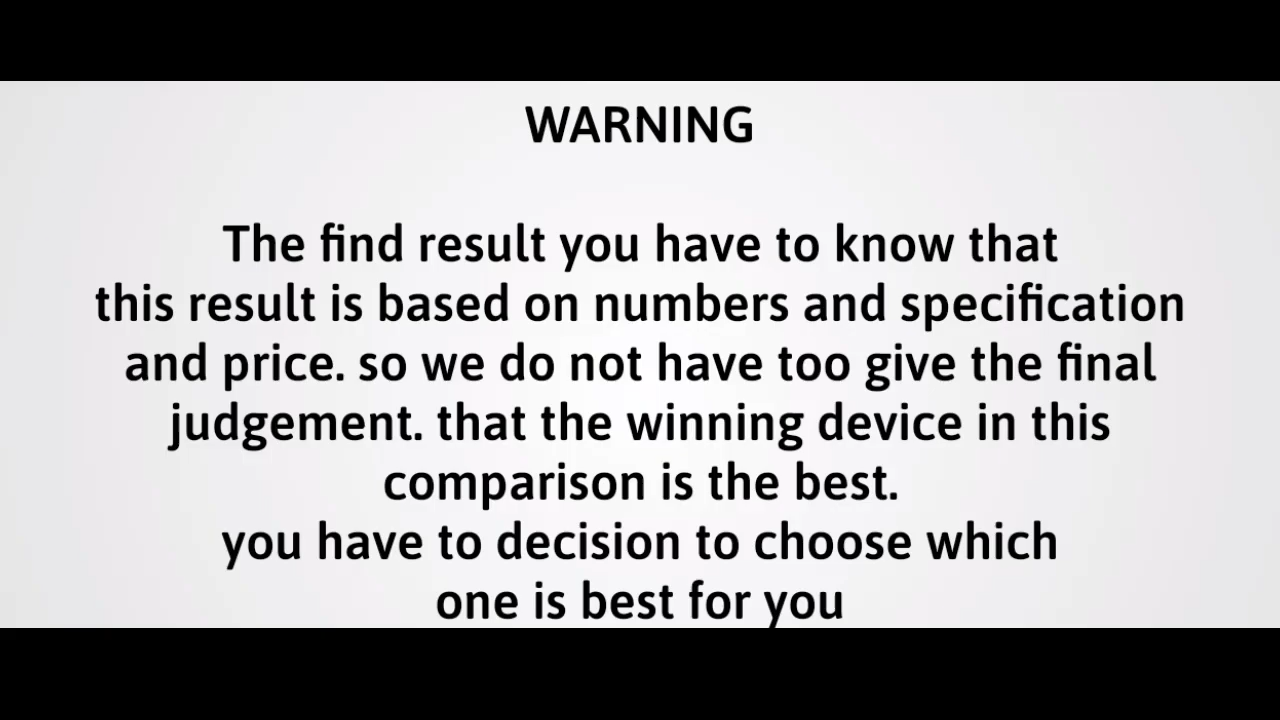 WARNING
The find result you have to know that
this result is based on numbers and specification
and price. so we do not have too give the final
judgement. that the winning device in this
comparison is the best.
you have to decision to choose which
one is best for you